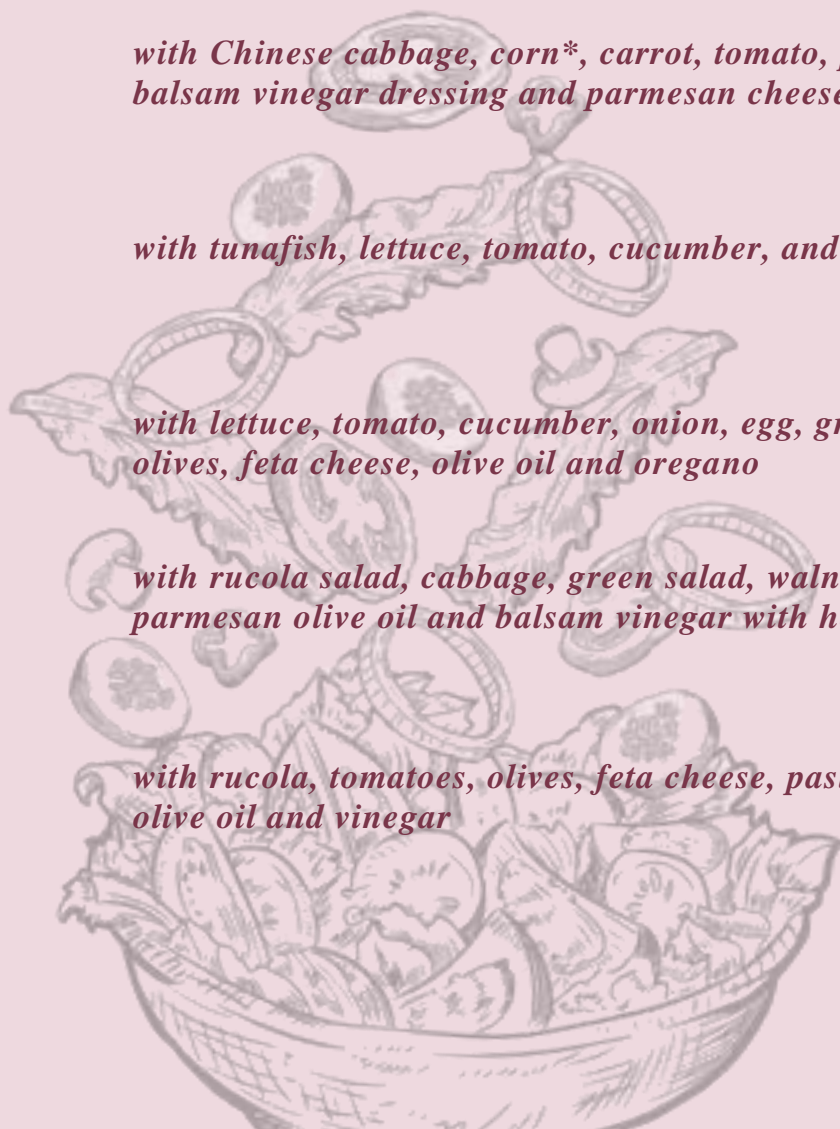 with Chinese cabbage, corn*, carrot, tomato,
balsam vinegar dressing and parmesan cheese
with tunafish, lettuce, tomato, cucumber, and
with lettuce, tomato, cucumber, onion, egg,
olives, feta cheese, olive oil and oregano
with rucola salad, cabbage, green salad,
parmesan olive oil and balsam vinegar with
with rucola, tomatoes, olives, feta cheese,
olive oil and vinegar